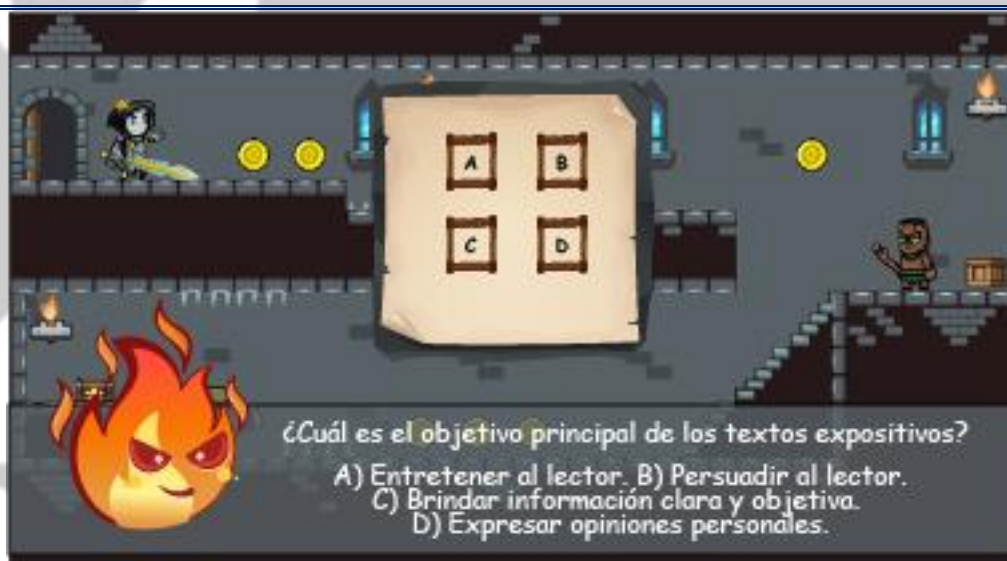 A
B
C
D
¿Cuál es el objetivo principal de los textos expositivos?
A) Entretener al lector. B) Persuadir al lector.
C) Brindar información clara y objetiva.
D) Expresar opiniones personales.